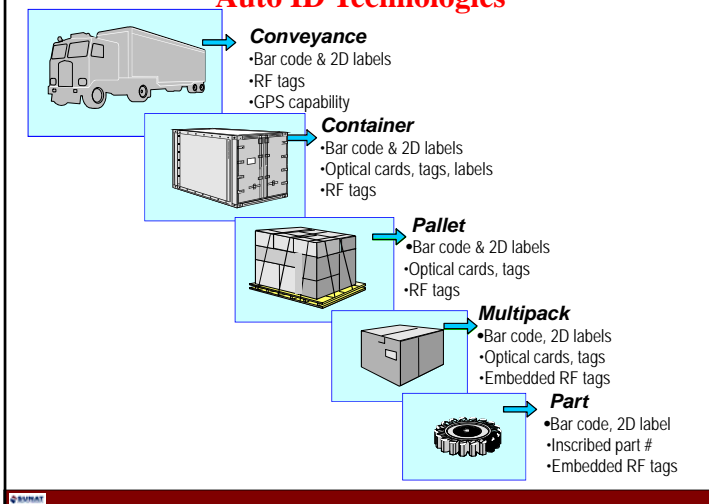 Auto ID Technologies
Conveyance
•Bar code & 2D labels
•RF tags
•GPS capability
Container
•Bar code & 2D labels
•Optical cards, tags, labels
•RF tags
Pallet
•Bar code & 2D labels
•Optical cards, tags
•RF tags
Multipack
•Bar code, 2D labels
•Optical cards, tags
•Embedded RF tags
Part
•Bar code, 2D label
•Inscribed part #
•Embedded RF tags
SUNAT